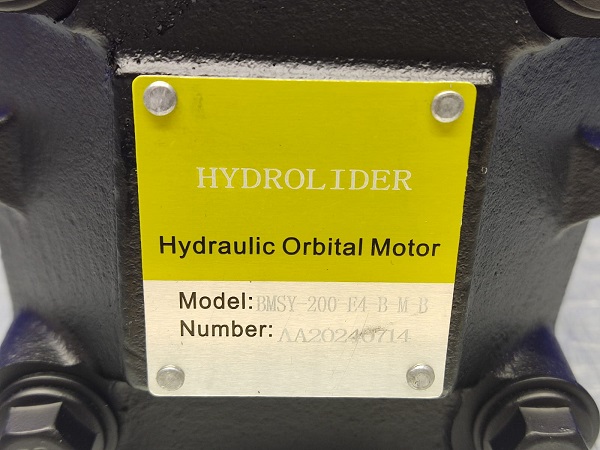 HYDROLIDER
Hydraulic Orbital Motor
Model: BMSY-200-E4-B-M-B
Number: AA20240714